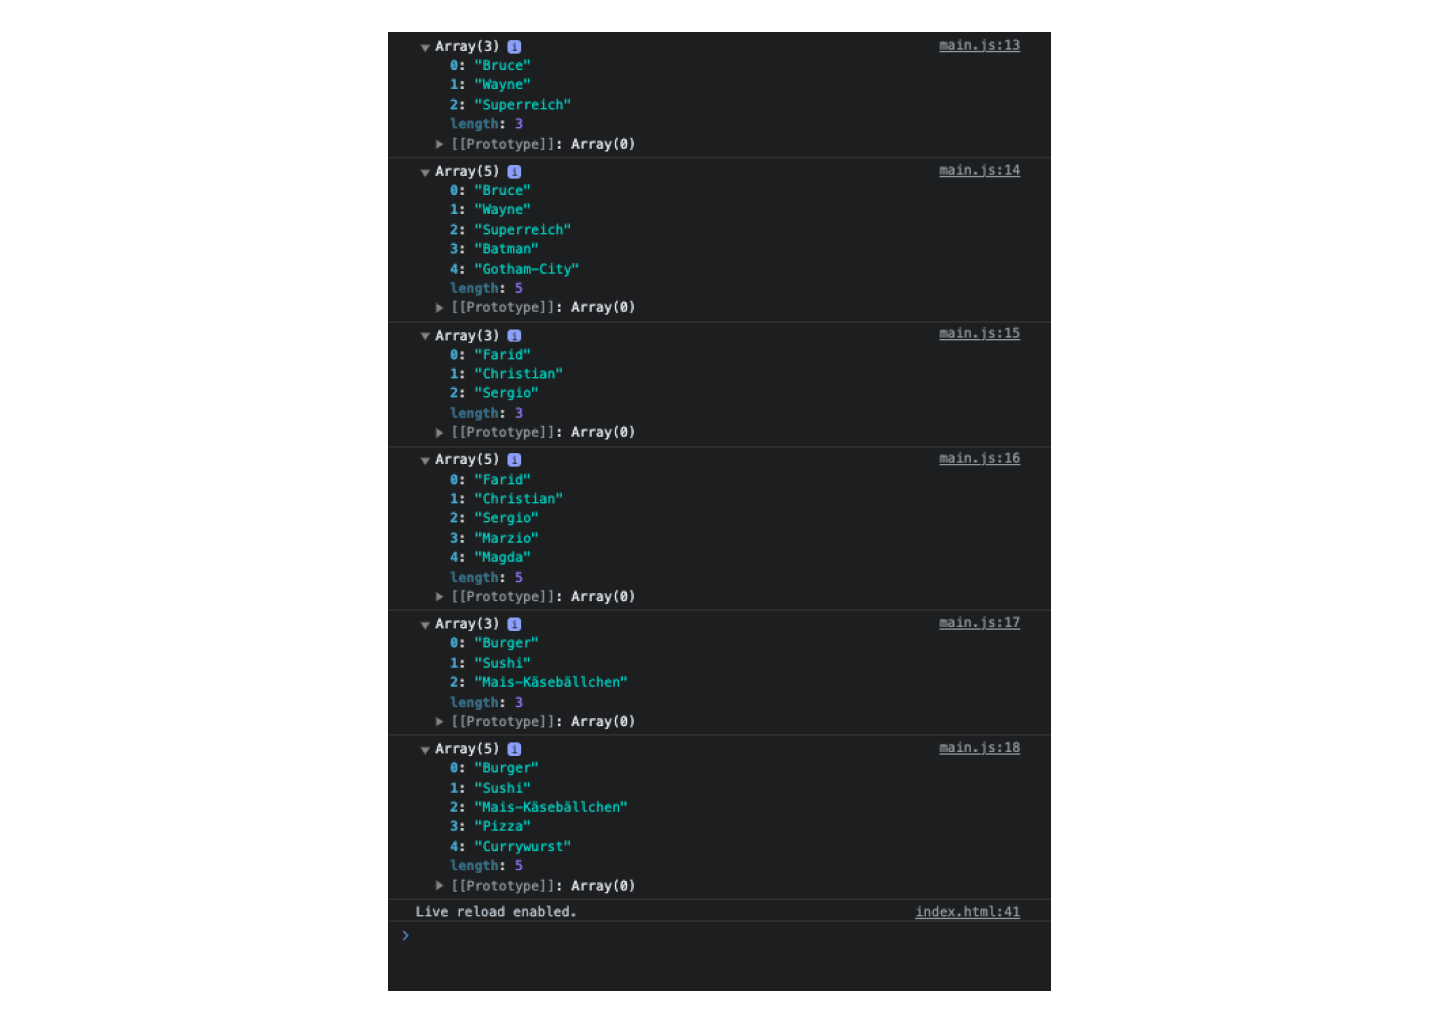 Array(3) i main.js:13
0: "Bruce"
1: "Wayne"
2: "Superreich"
length: 3
[[Prototype]]: Array(0)
Array(5) i main.js:14
0: "Bruce"
1: "Wayne"
2: "Superreich"
3: "Batman"
4: "Gotham-City"
length: 5
[[Prototype]]: Array(0)
Array(3) i main.js:15
0: "Farid"
1: "Christian"
2: "Sergio"
length: 3
[[Prototype]]: Array(0)
Array(5) i main.js:16
0: "Farid"
1: "Christian"
2: "Sergio"
3: "Marzio"
4: "Magda"
length: 5
[[Prototype]]: Array(0)
Array(3) i main.js:17
0: "Burger"
1: "Sushi"
2: "Mais-Käsebällchen"
length: 3
[[Prototype]]: Array(0)
Array(5) i main.js:18
0: "Burger"
1: "Sushi"
2: "Mais-Käsebällchen"
3: "Pizza"
4: "Currywurst"
length: 5
[[Prototype]]: Array(0)
Live reload enabled. index.html:41